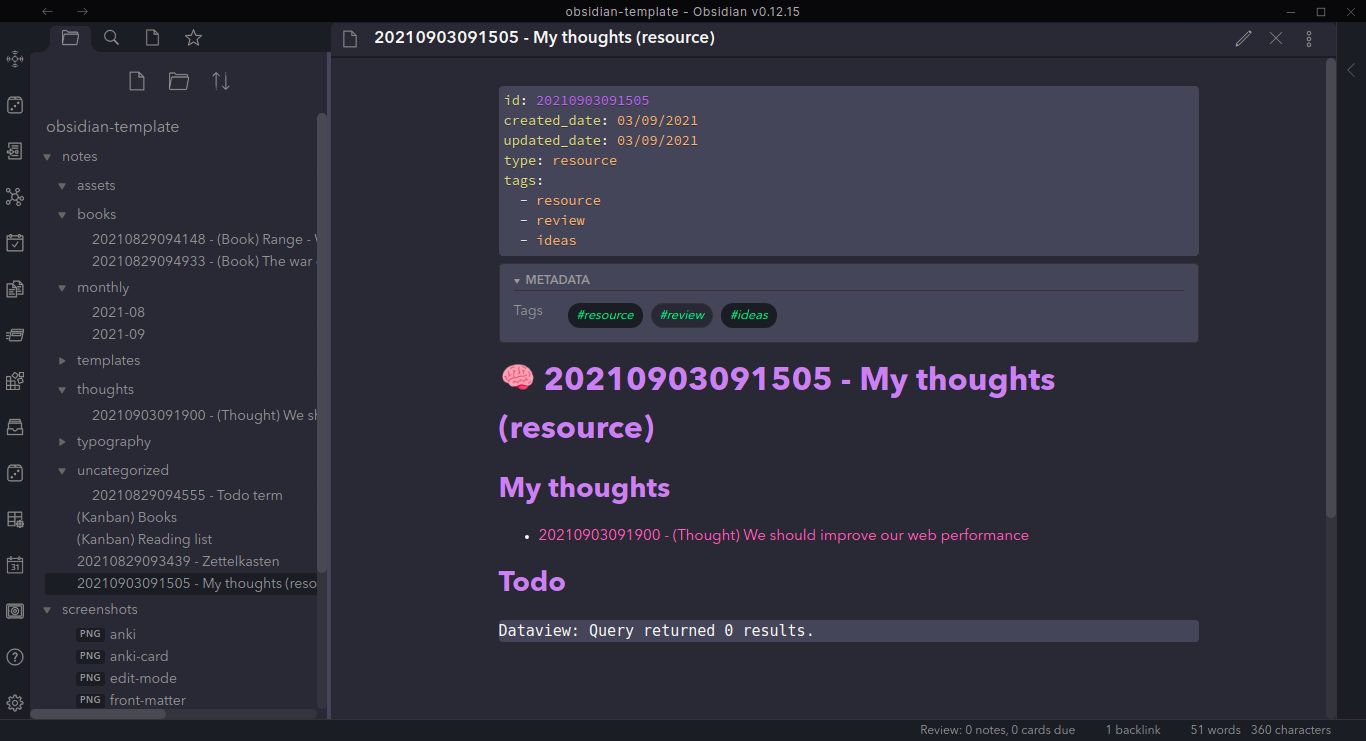 obsidian-template - Obsidian v0.12.15
20210903091505 - My thoughts (resource)
obsidian-template
notes
assets
books
20210829094148 - (Book) Range -
20210829094933 - (Book) The war
monthly
2021-08
2021-09
templates
thoughts
20210903091900 - (Thought) We
typography
uncategorized
20210829094555 - Todo term
(Kanban) Books
(Kanban) Reading list
20210829093439 - Zettelkasten
20210903091505 - My thoughts (reso
screenshots
PNG anki
PNG anki-card
PNG edit-mode
PNG front-matter
id: 20210903091505
created_date: 03/09/2021
updated_date: 03/09/2021
type: resource
tags:
- resource
- review
- ideas
METADATA
Tags #resource #review #ideas
🧠 20210903091505 - My thoughts
(resource)
My thoughts
• 20210903091900 - (Thought) We should improve our web performance
Todo
Dataview: Query returned 0 results.
31
Review: 0 notes, 0 cards due 1 backlink 51 words 360 characters